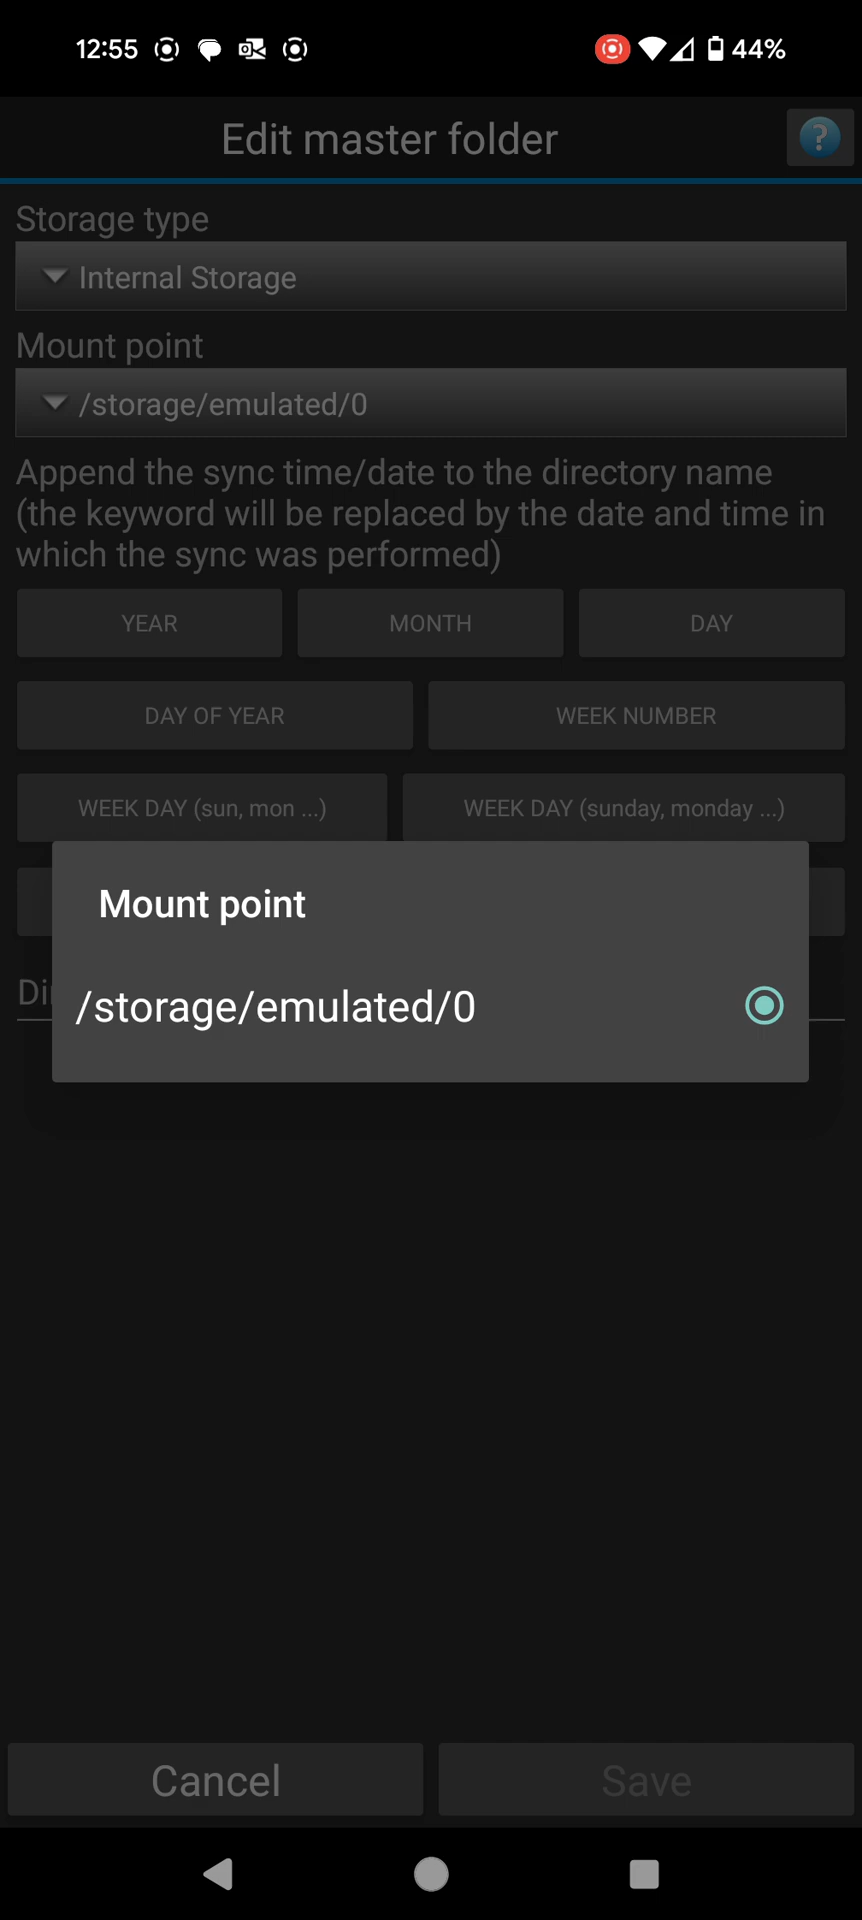 12:55
44%
Edit master folder
?
Storage type
Internal Storage
Mount point
/storage/emulated/0
Append the sync time/date to the directory name
(the keyword will be replaced by the date and time in
which the sync was performed)
YEAR MONTH DAY
DAY OF YEAR WEEK NUMBER
WEEK DAY (sun, mon ...) WEEK DAY (sunday, monday ...)
Mount point
/storage/emulated/0
Cancel Save